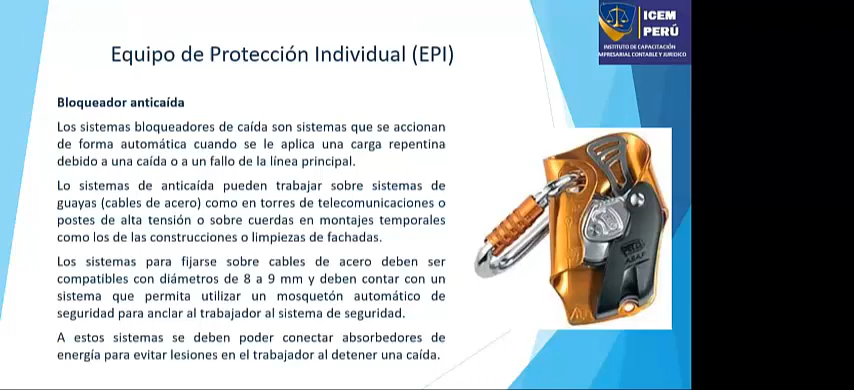 ICEM
PERÚ
INSTITUTO DE CAPACITACIÓN
EMPRESARIAL CONTABLE Y JURIDICO
Equipo de Protección Individual (EPI)
Bloqueador anticaída
Los sistemas bloqueadores de caída son sistemas que se accionan
de forma automática cuando se le aplica una carga repentina
debido a una caída o a un fallo de la línea principal.
Lo sistemas de anticaída pueden trabajar sobre sistemas de
guayas (cables de acero) como en torres de telecomunicaciones o
postes de alta tensión o sobre cuerdas en montajes temporales
como los de las construcciones o limpiezas de fachadas.
Los sistemas para fijarse sobre cables de acero deben ser
compatibles con diámetros de 8 a 9 mm y deben contar con un
sistema que permita utilizar un mosquetón automático de
seguridad para anclar al trabajador al sistema de seguridad.
A estos sistemas se deben poder conectar absorbedores de
energía para evitar lesiones en el trabajador al detener una caída.
PETZL
ASAP